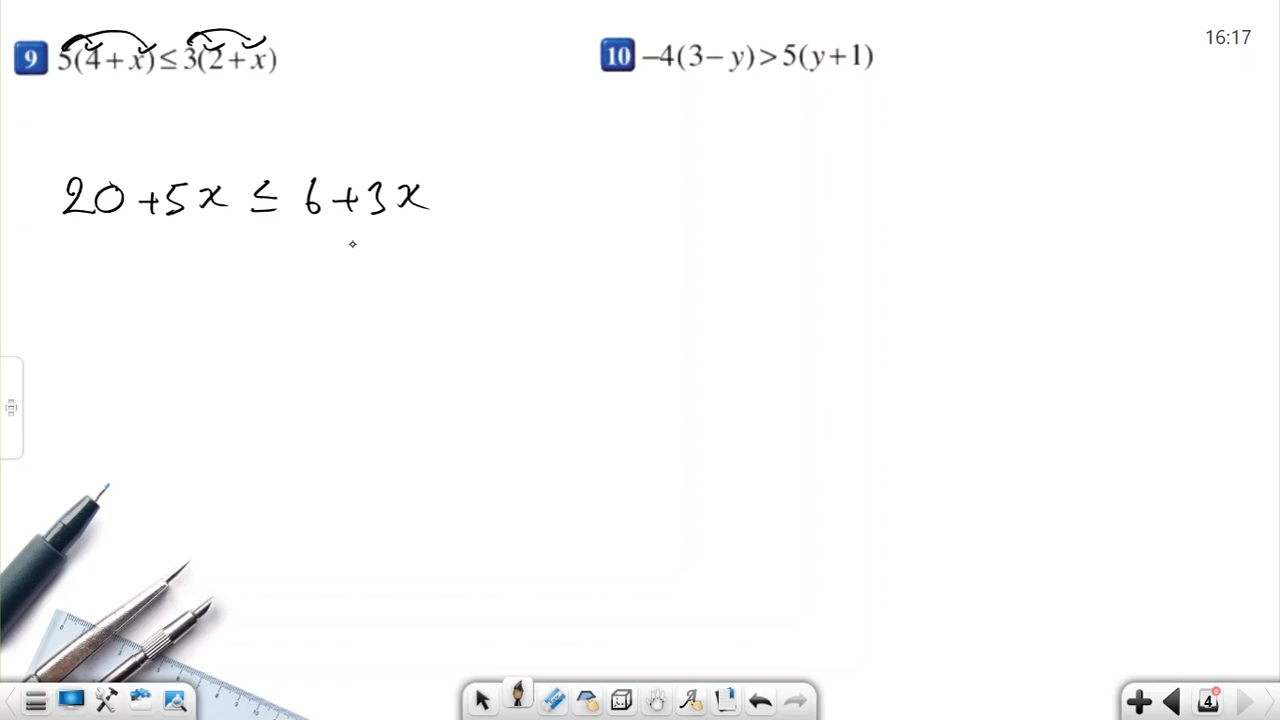 16:17
9 5(4+x)≤3(2+x)
10 −4(3−y)>5(y+1)
20+5x ≤ 6+3x
4